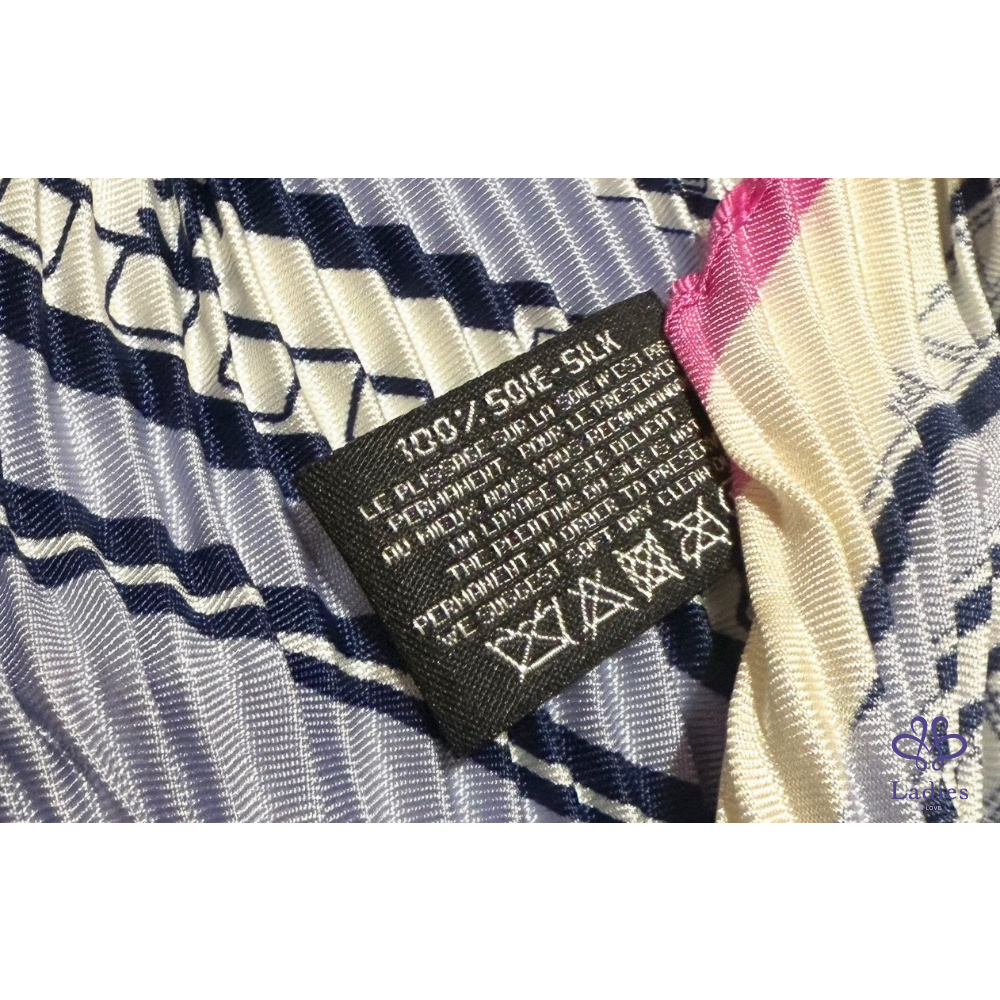 100% SOIE - SILK
LE PLISSAGE SUR LA SOIE N'EST PAS
PERMANENT. POUR LE PRESERVER
AU MIEUX NOUS VOUS RECOMMANDONS
UN LAVAGE A SEC DELICAT
THE PLEATING ON SILK IS NOT
PERMANENT IN ORDER TO PRESERVE
WE SUGGEST SOFT DRY CLEAN
Ladies
LOVE